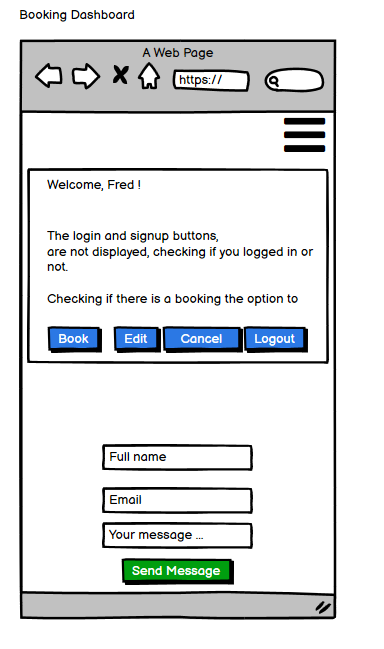 Booking Dashboard
A Web Page
https://
Welcome, Fred !
The login and signup buttons,
are not displayed, checking if you logged in or
not.
Checking if there is a booking the option to
Book Edit Cancel Logout
Full name
Email
Your message ...
Send Message